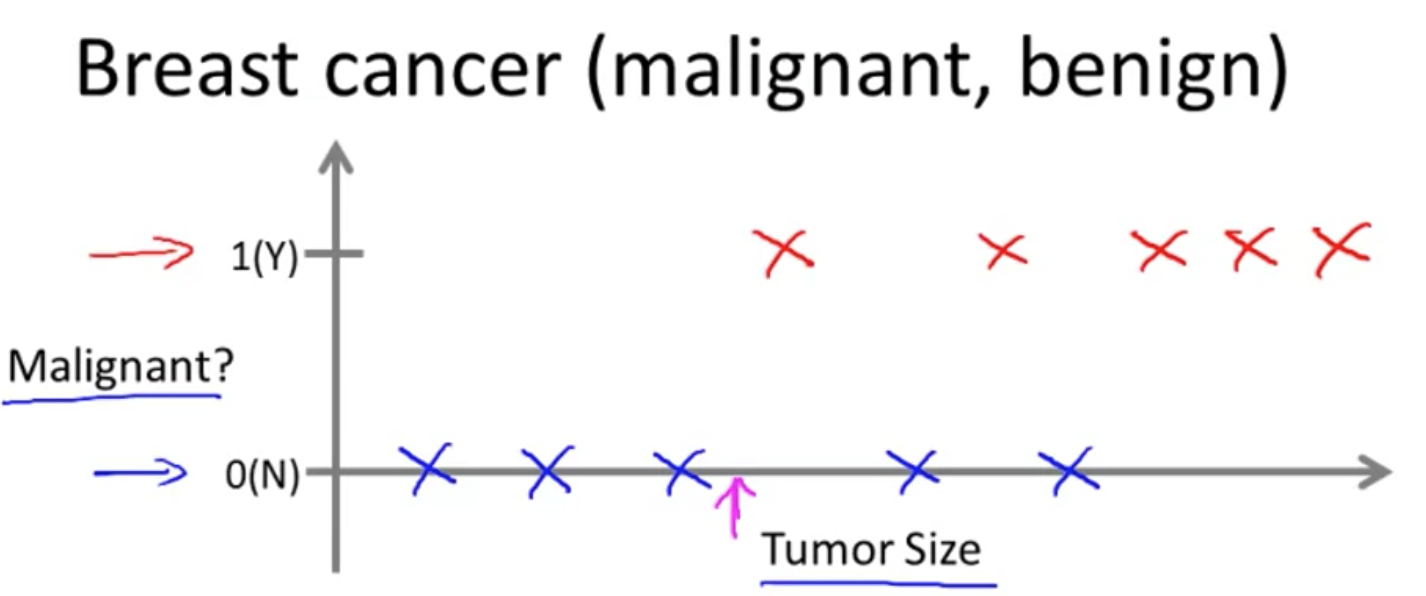 Breast cancer (malignant, benign)
1(Y)
Malignant?
0(N)
Tumor Size